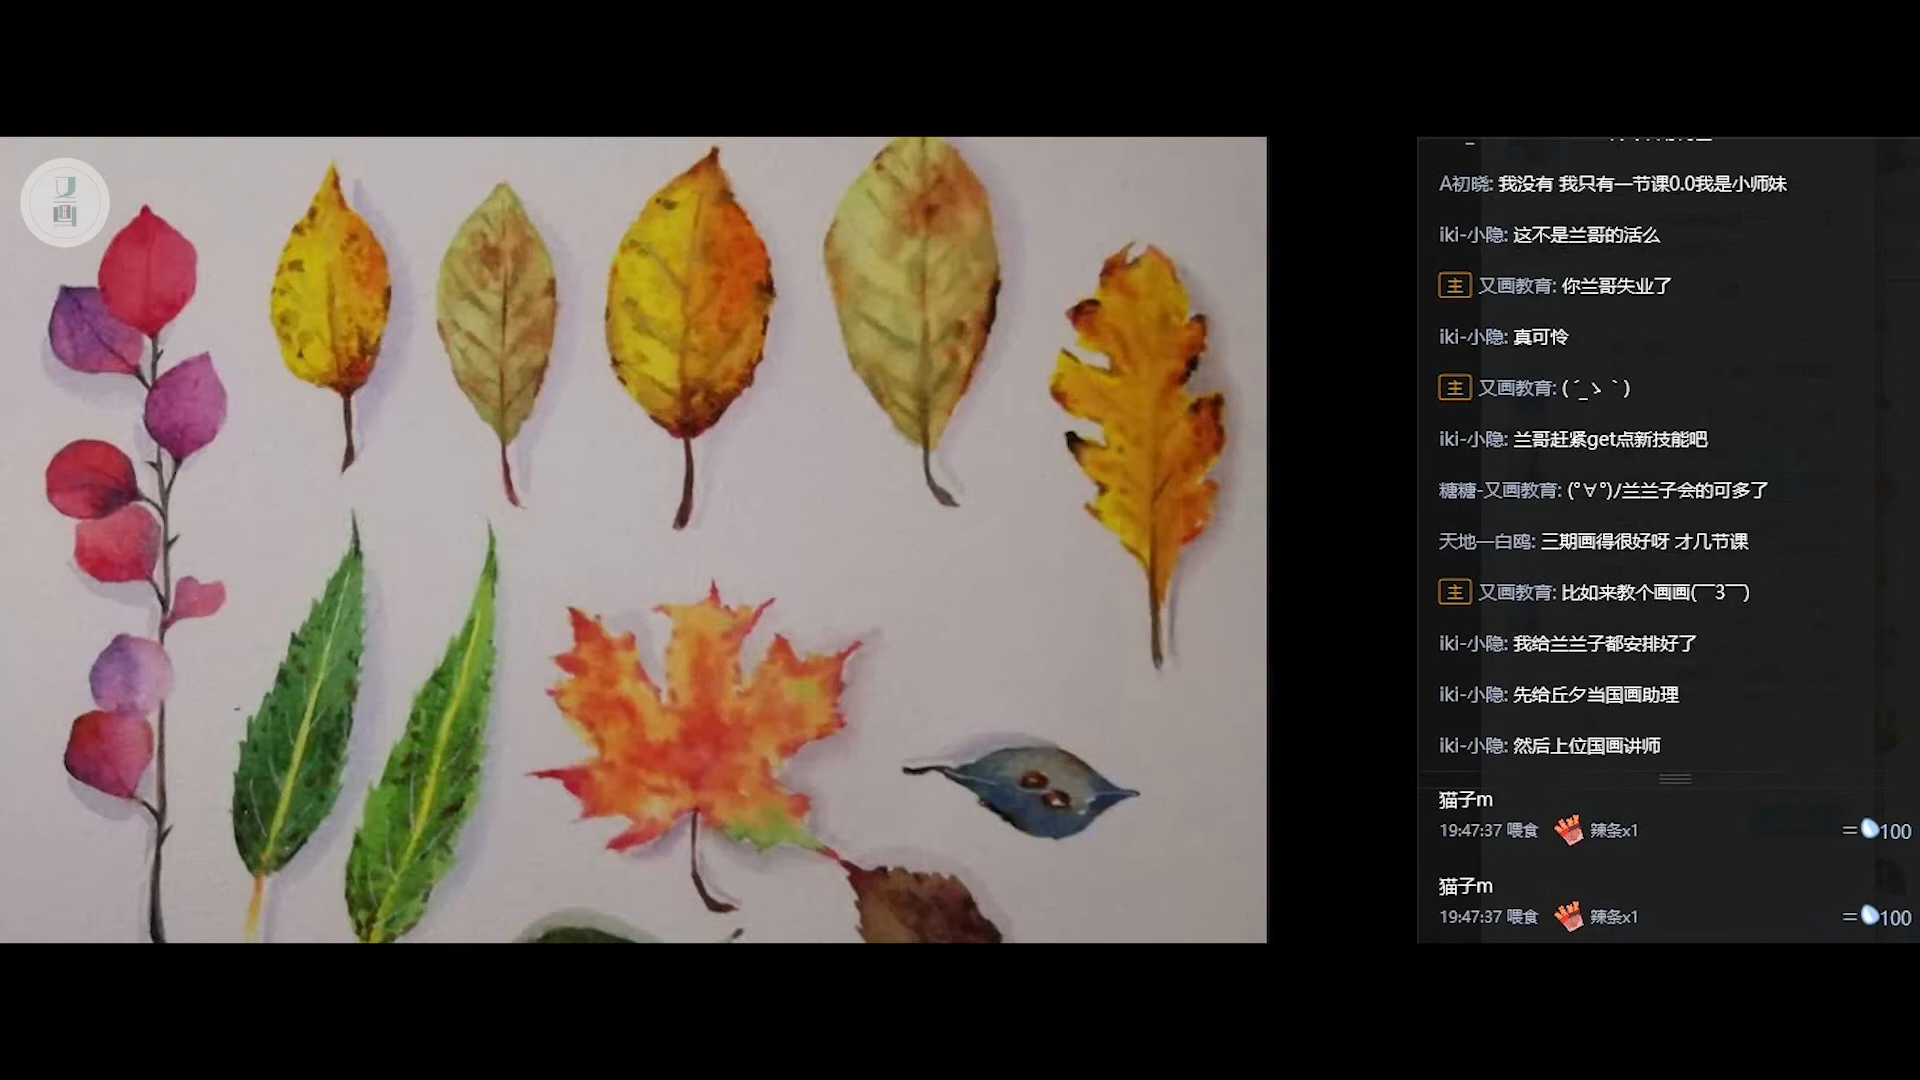 又画
A初晓: 我没有 我只有一节课0.0我是小师妹
iki-小隐: 这不是兰哥的活么
主 又画教育: 你兰哥失业了
iki-小隐: 真可怜
主 又画教育: (´_ゝ｀)
iki-小隐: 兰哥赶紧get点新技能吧
糖糖-又画教育: (°∀°)/兰兰子会的可多了
天地一白鸥: 三期画得很好呀 才几节课
主 又画教育: 比如来教个画画(￣3￣)
iki-小隐: 我给兰兰子都安排好了
iki-小隐: 先给丘夕当国画助理
iki-小隐: 然后上位国画讲师
猫子m
19:47:37 喂食 辣条x1 =100
猫子m
19:47:37 喂食 辣条x1 =100